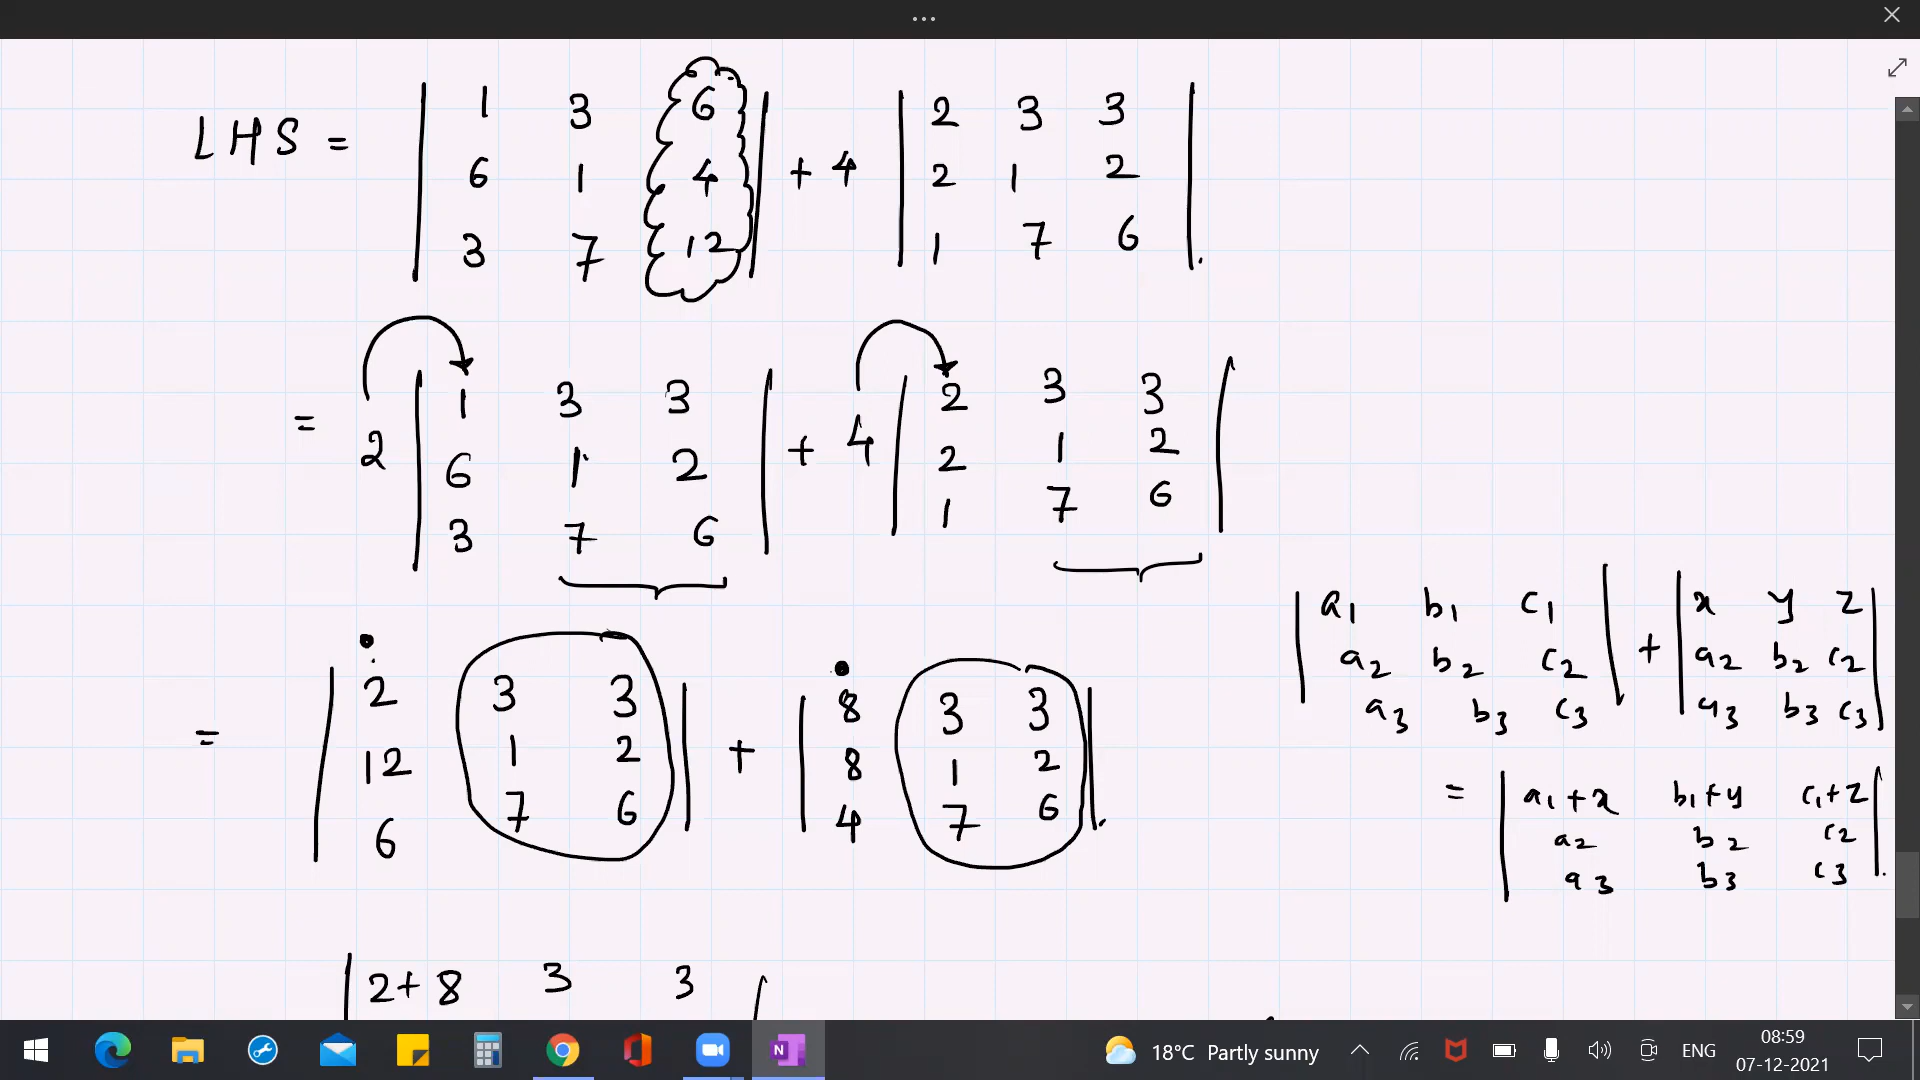 LHS = | 1 3 6 | + 4 | 2 3 3 |
| 6 1 4 | | 2 1 2 |
| 3 7 12 | | 1 7 6 |.
= 2 | 1 3 3 | + 4 | 2 3 3 |
| 6 1 2 | | 2 1 2 |
| 3 7 6 | | 1 7 6 |
= | 2 3 3 | + | 8 3 3 |
| 12 1 2 | | 8 1 2 |
| 6 7 6 | | 4 7 6 |.
| 2+8 3 3 |
| a1 b1 c1 | + | x y z |
| a2 b2 c2 | | a2 b2 c2 |
| a3 b3 c3 | | a3 b3 c3 |
= | a1+x b1+y c1+z |
| a2 b2 c2 |
| a3 b3 c3 |.
18°C Partly sunny
ENG
08:59
07-12-2021